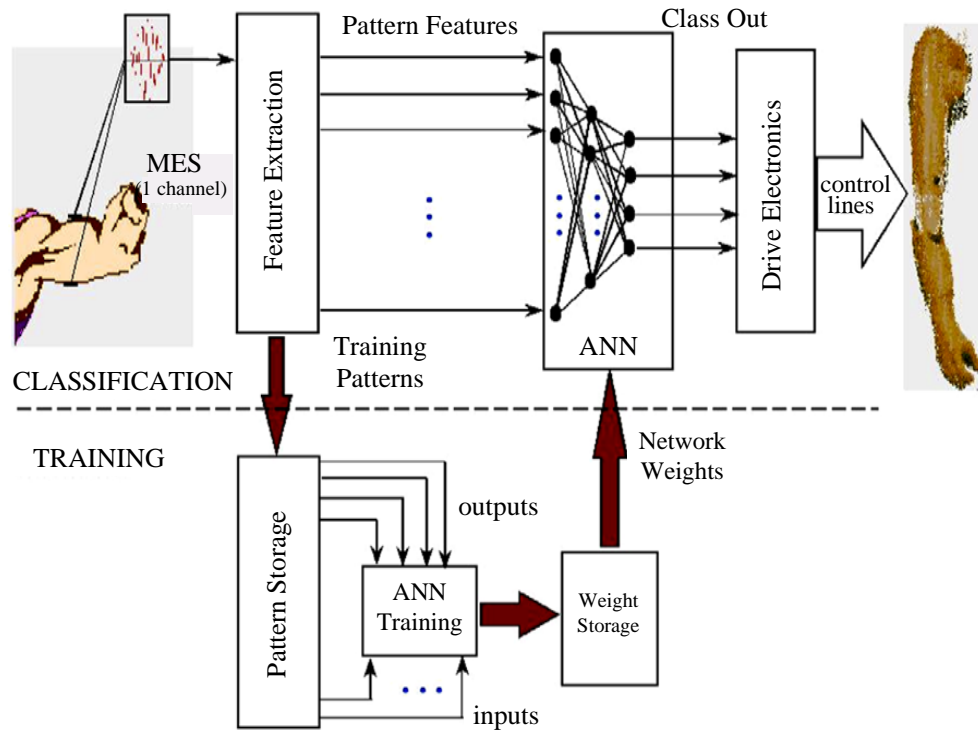 Pattern Features
Class Out
MES
(1 channel)
Feature Extraction
ANN
Drive Electronics
control
lines
Training
Patterns
CLASSIFICATION
TRAINING
Network
Weights
Pattern Storage
outputs
ANN
Training
inputs
Weight
Storage